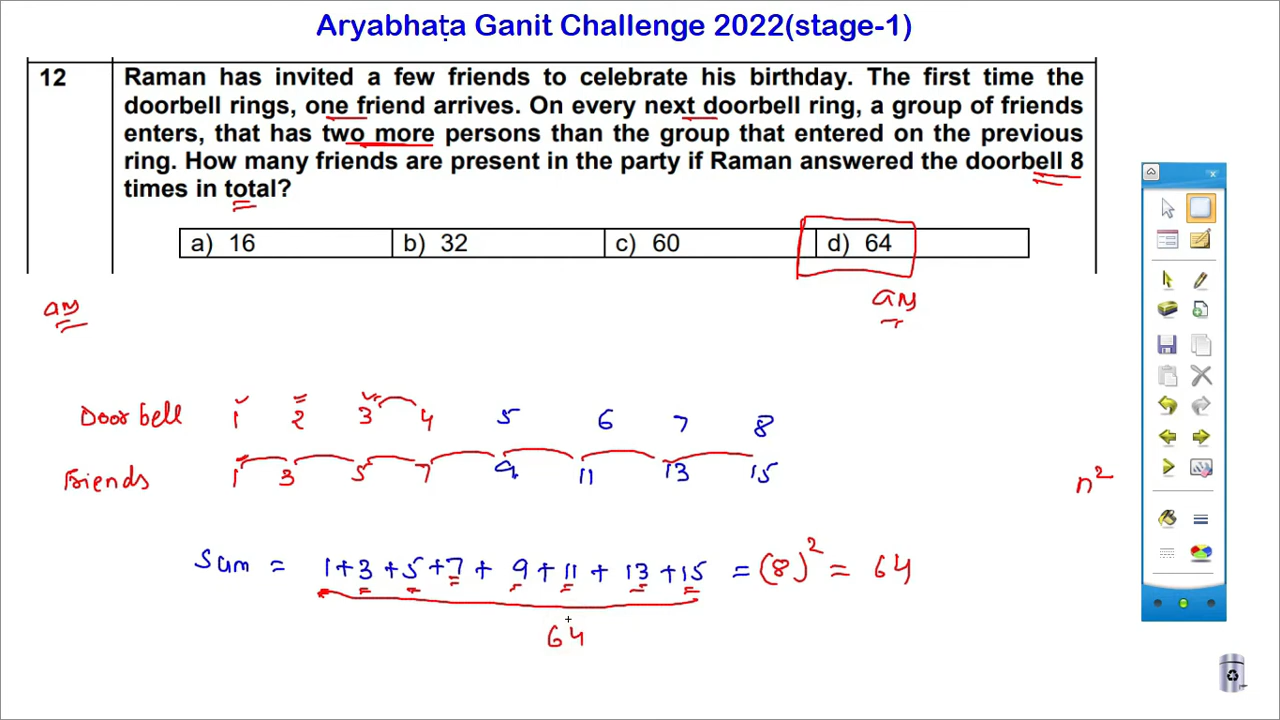 Aryabhaṭa Ganit Challenge 2022(stage-1)
12
Raman has invited a few friends to celebrate his birthday. The first time the
doorbell rings, one friend arrives. On every next doorbell ring, a group of friends
enters, that has two more persons than the group that entered on the previous
ring. How many friends are present in the party if Raman answered the doorbell 8
times in total?
a) 16 b) 32 c) 60 d) 64
ans ans
Doorbell 1 2 3 4 5 6 7 8
Friends 1 3 5 7 9 11 13 15
n²
Sum = 1+3+5+7+ 9+11+13+15 = (8)² = 64
64